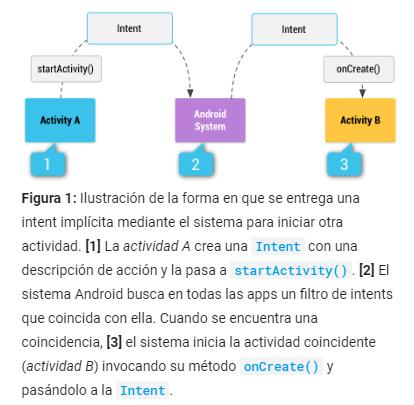 Intent
Intent
startActivity()
onCreate()
Activity A
Android
System
Activity B
1
2
3
Figura 1: Ilustración de la forma en que se entrega una
intent implícita mediante el sistema para iniciar otra
actividad. [1] La actividad A crea una Intent con una
descripción de acción y la pasa a startActivity(). [2] El
sistema Android busca en todas las apps un filtro de intents
que coincida con ella. Cuando se encuentra una
coincidencia, [3] el sistema inicia la actividad coincidente
(actividad B) invocando su método onCreate() y
pasándolo a la Intent.